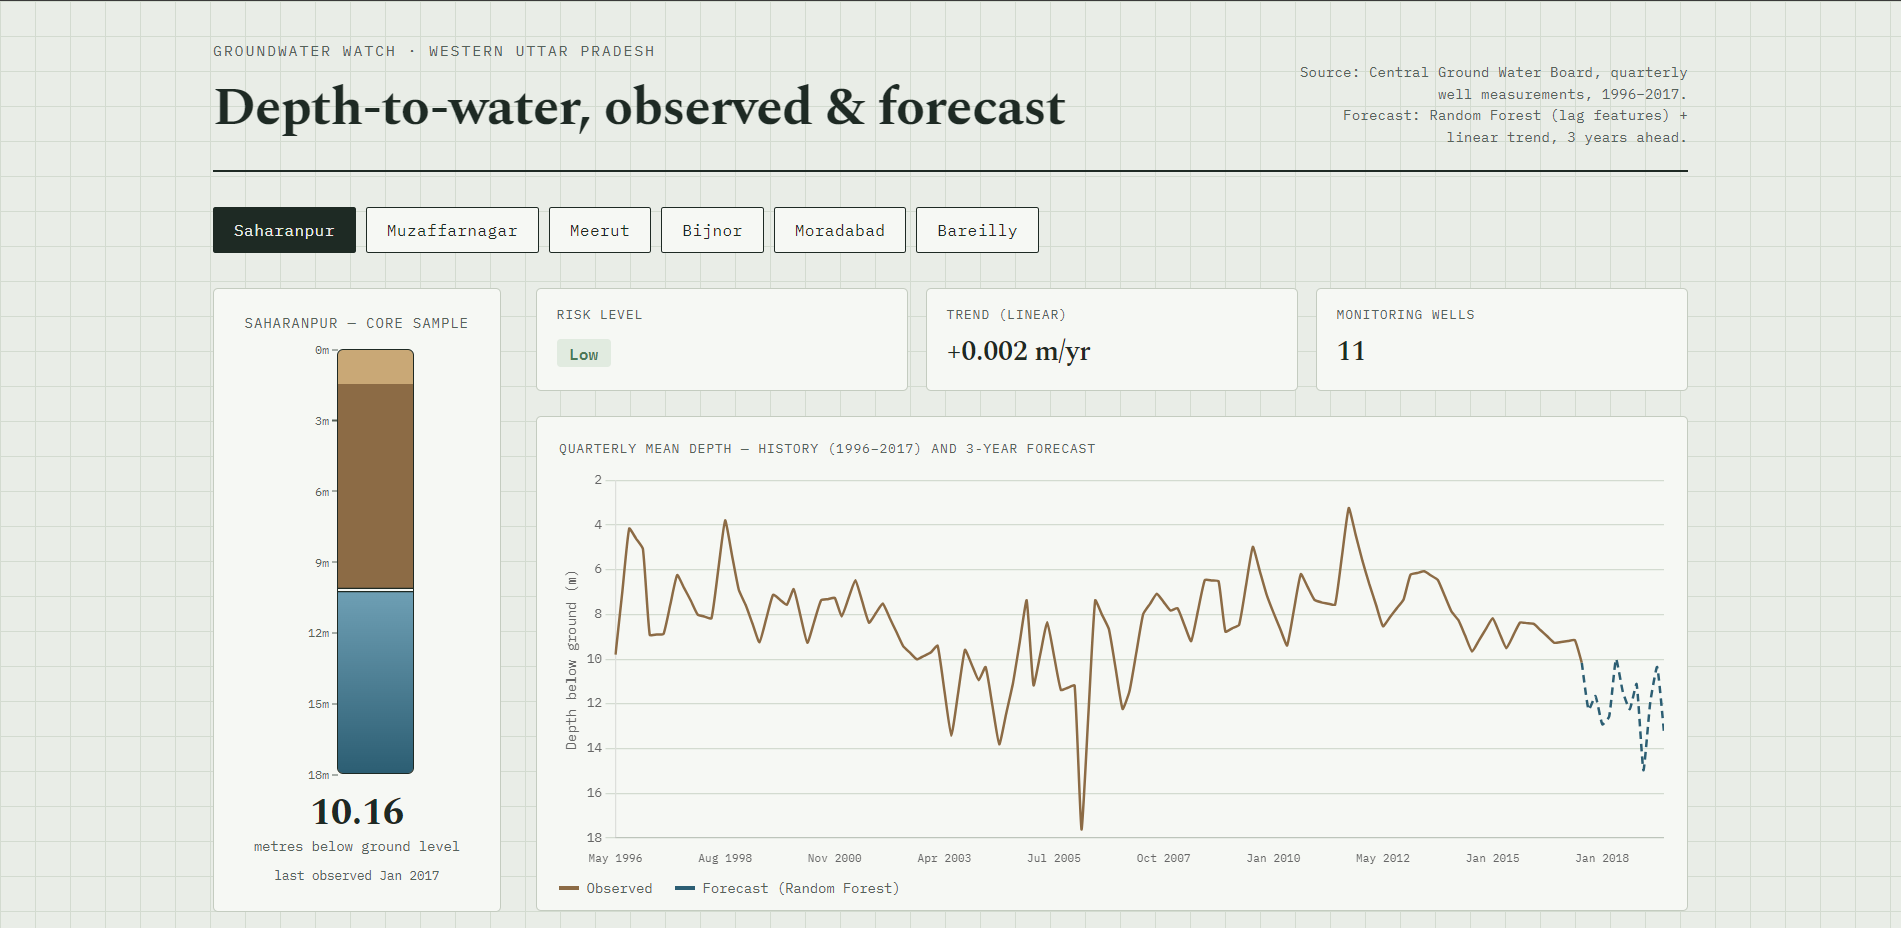 GROUNDWATER WATCH · WESTERN UTTAR PRADESH
Depth-to-water, observed & forecast
Source: Central Ground Water Board, quarterly
well measurements, 1996–2017.
Forecast: Random Forest (lag features) +
linear trend, 3 years ahead.
Saharanpur
Muzaffarnagar
Meerut
Bijnor
Moradabad
Bareilly
SAHARANPUR — CORE SAMPLE
0m
3m
6m
9m
12m
15m
18m
10.16
metres below ground level
last observed Jan 2017
RISK LEVEL
Low
TREND (LINEAR)
+0.002 m/yr
MONITORING WELLS
11
QUARTERLY MEAN DEPTH — HISTORY (1996–2017) AND 3-YEAR FORECAST
Depth below ground (m)
2
4
6
8
10
12
14
16
18
May 1996
Aug 1998
Nov 2000
Apr 2003
Jul 2005
Oct 2007
Jan 2010
May 2012
Jan 2015
Jan 2018
Observed
Forecast (Random Forest)